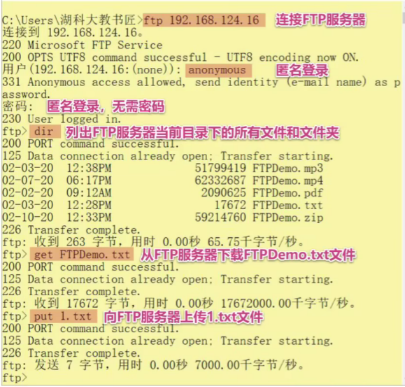 C:\Users\湖科大教书匠>ftp 192.168.124.16 连接FTP服务器
连接到 192.168.124.16。
220 Microsoft FTP Service
200 OPTS UTF8 command successful - UTF8 encoding now ON.
用户(192.168.124.16:(none)): anonymous 匿名登录
331 Anonymous access allowed, send identity (e-mail name) as p
assword.
密码: 匿名登录，无需密码
230 User logged in.
ftp> dir 列出FTP服务器当前目录下的所有文件和文件夹
200 PORT command successful.
125 Data connection already open; Transfer starting.
02-03-20 12:38PM 51799419 FTPDemo.mp3
02-07-20 06:17PM 62332687 FTPDemo.mp4
02-02-20 09:12AM 2090625 FTPDemo.pdf
02-03-20 12:28PM 17672 FTPDemo.txt
02-10-20 12:33PM 59214760 FTPDemo.zip
226 Transfer complete.
ftp: 收到 263 字节，用时 0.00秒 65.75千字节/秒。
ftp> get FTPDemo.txt 从FTP服务器下载FTPDemo.txt文件
200 PORT command successful.
125 Data connection already open; Transfer starting.
226 Transfer complete.
ftp: 收到 17672 字节，用时 0.00秒 17672000.00千字节/秒。
ftp> put 1.txt 向FTP服务器上传1.txt文件
200 PORT command successful.
125 Data connection already open; Transfer starting.
226 Transfer complete.
ftp: 发送 7 字节，用时 0.00秒 7000.00千字节/秒。
ftp>